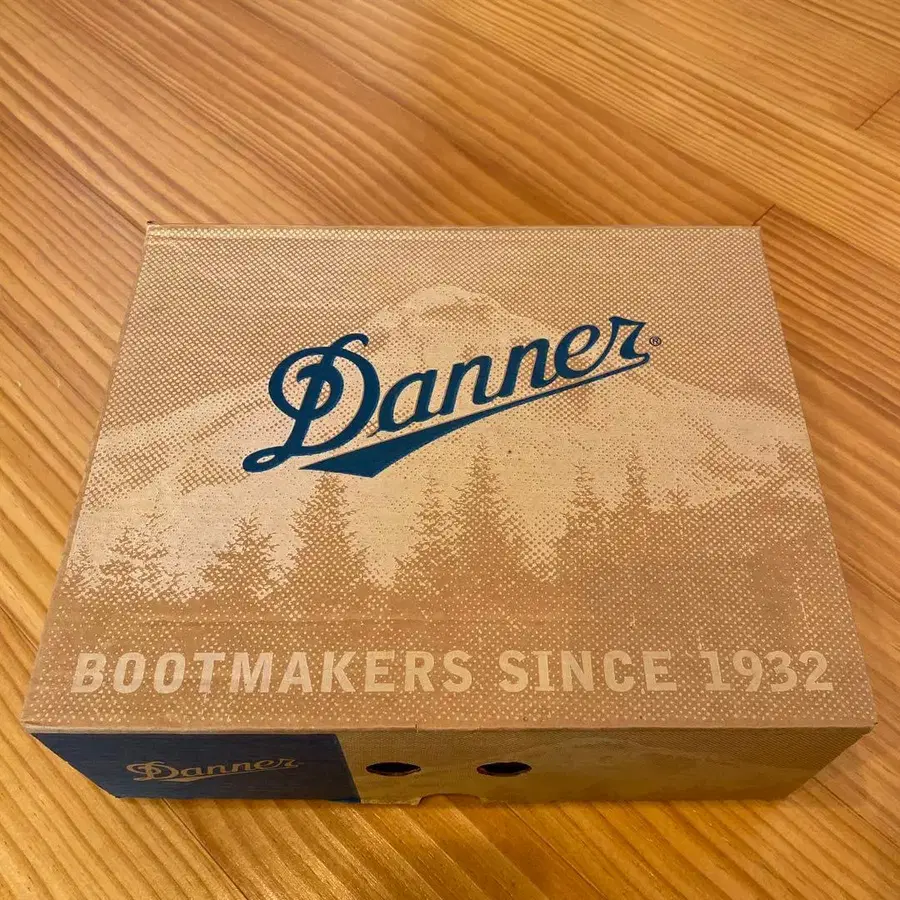 Danner®
BOOTMAKERS SINCE 1932
Danner